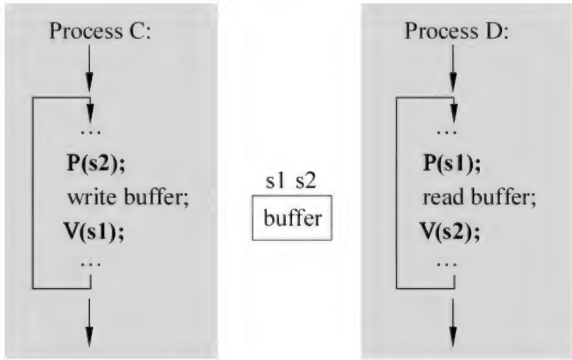 Process C:
...
P(s2);
write buffer;
V(s1);
...
s1 s2
buffer
Process D:
...
P(s1);
read buffer;
V(s2);
...